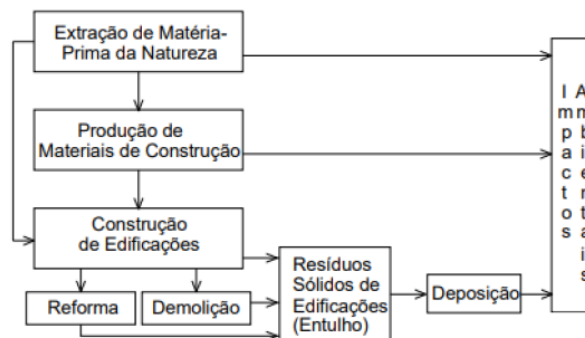 Extração de Matéria-
Prima da Natureza
Produção de
Materiais de Construção
Construção
de Edificações
Reforma
Demolição
Resíduos
Sólidos de
Edificações
(Entulho)
Deposição
Impactos
Ambientais